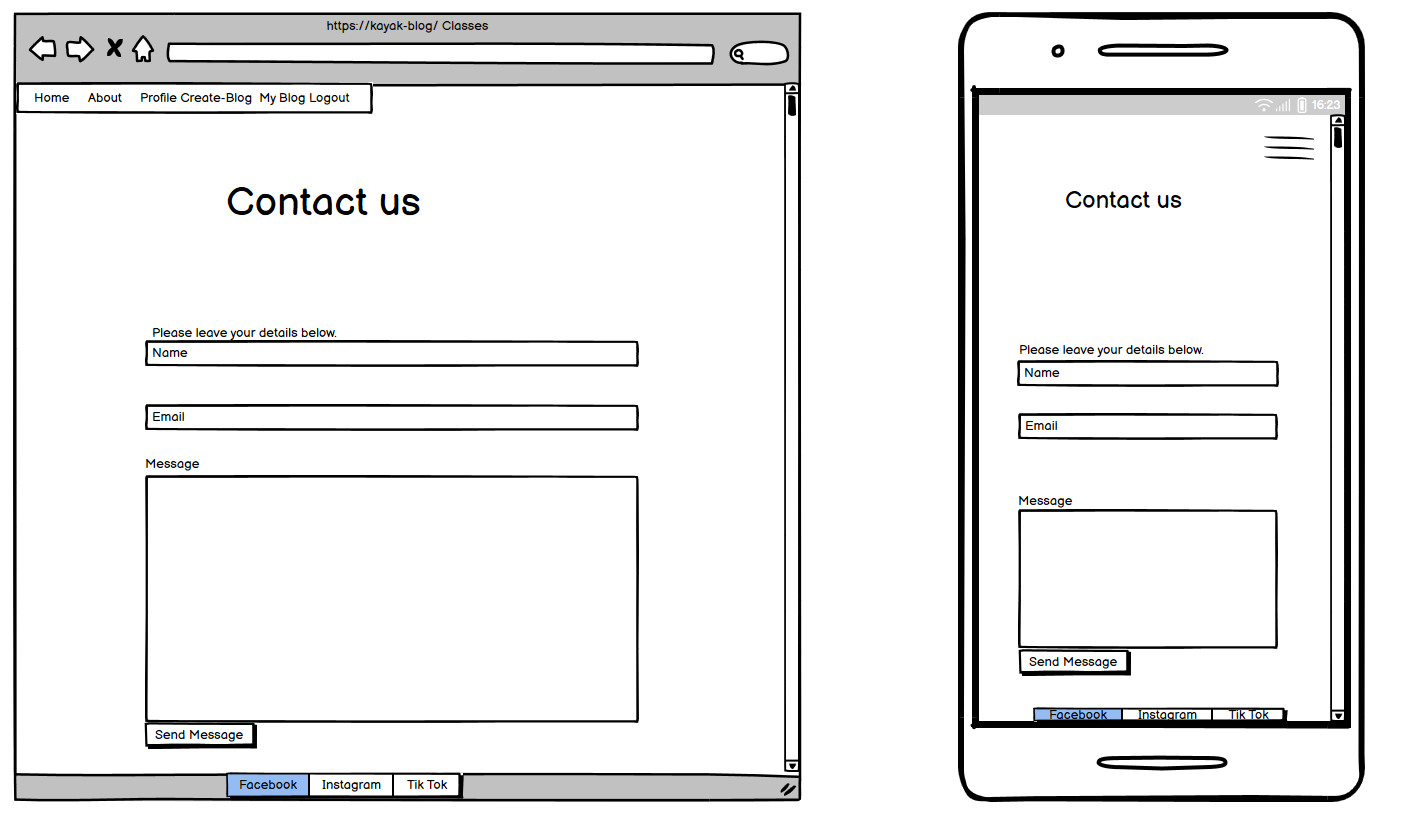 https://kayak-blog/ Classes
Home About Profile Create-Blog My Blog Logout
Contact us
Please leave your details below.
Name
Email
Message
Send Message
Facebook Instagram Tik Tok
16:23
Contact us
Please leave your details below.
Name
Email
Message
Send Message
Facebook Instagram Tik Tok